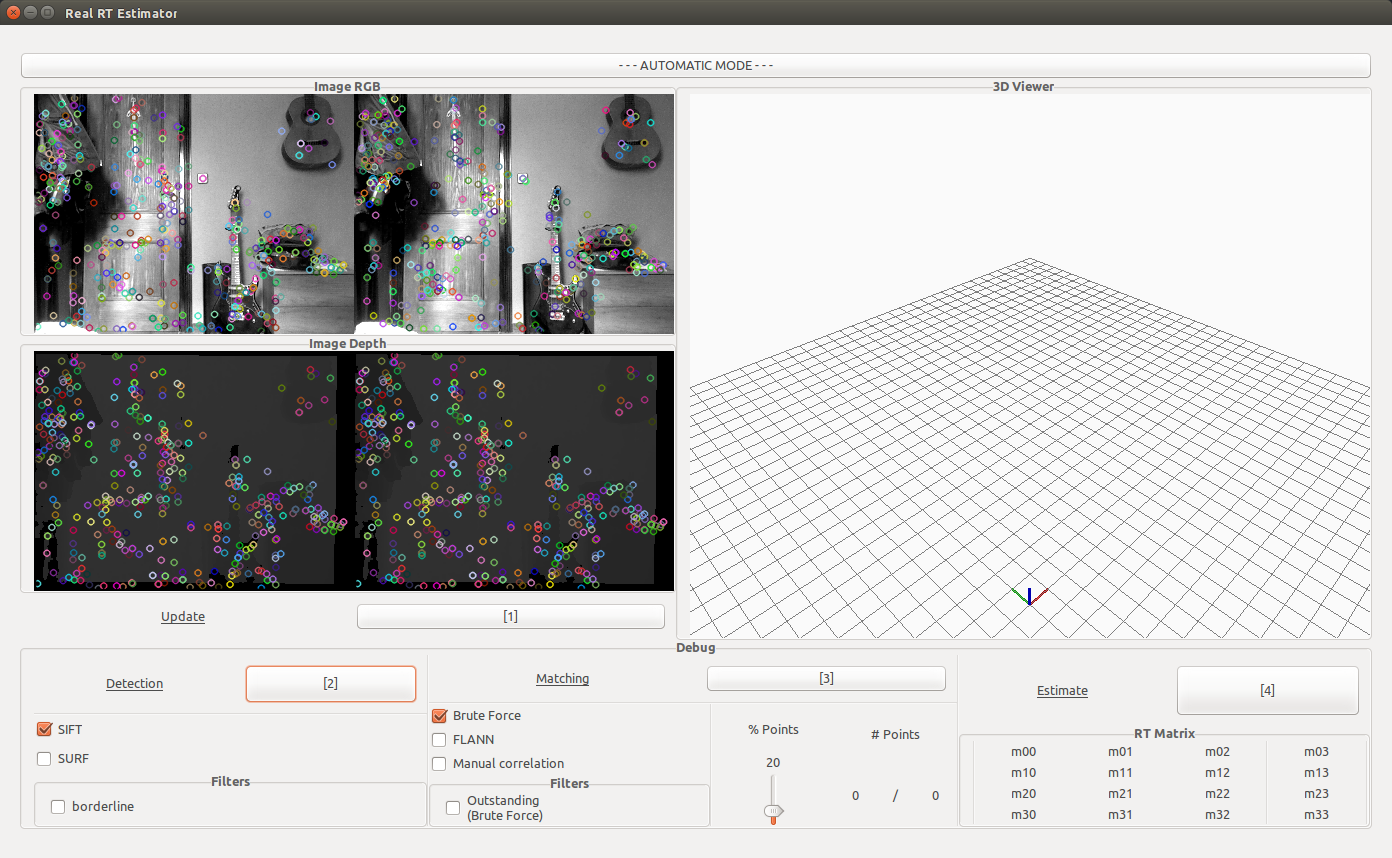 Real RT Estimator
- - - AUTOMATIC MODE - - -
Image RGB
3D Viewer
Image Depth
Update
[1]
Debug
Detection
[2]
SIFT
SURF
Filters
borderline
Matching
[3]
Brute Force
FLANN
Manual correlation
Filters
Outstanding
(Brute Force)
% Points
20
# Points
0 / 0
Estimate
[4]
RT Matrix
m00 m01 m02 m03
m10 m11 m12 m13
m20 m21 m22 m23
m30 m31 m32 m33